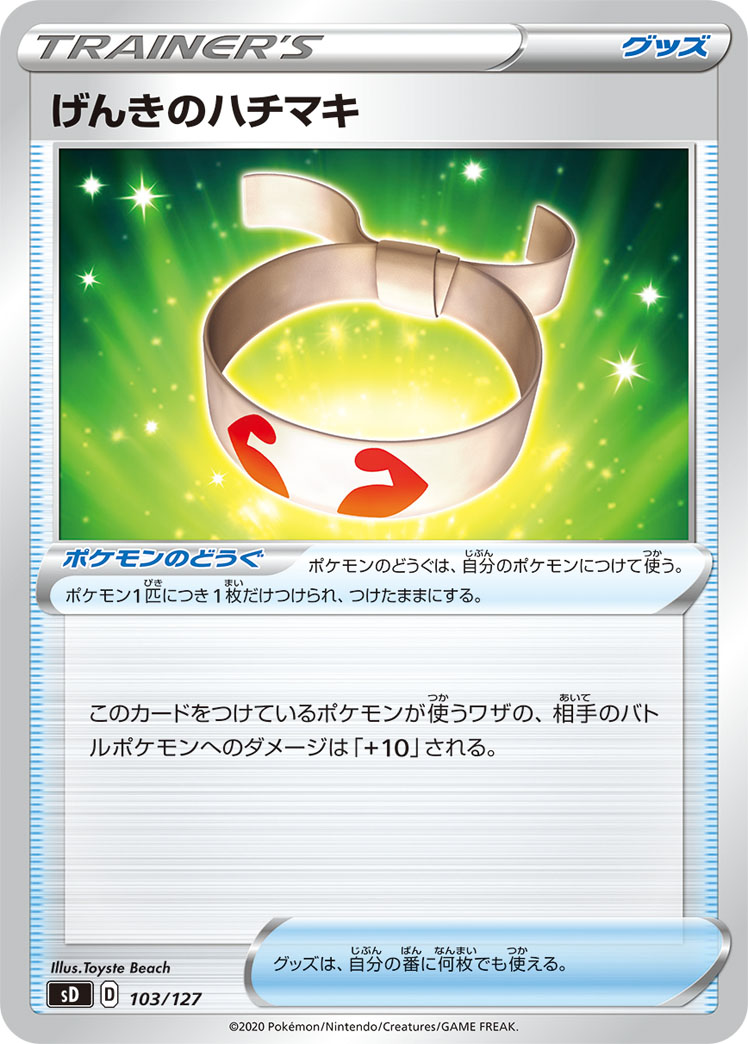 TRAINER'S
グッズ
げんきのハチマキ
ポケモンのどうぐ
ポケモンのどうぐは、自分のポケモンにつけて使う。
ポケモン1匹につき1枚だけつけられ、つけたままにする。
このカードをつけているポケモンが使うワザの、相手のバト
ルポケモンへのダメージは「+10」される。
グッズは、自分の番に何枚でも使える。
Illus.Toyste Beach
sD D 103/127
©2020 Pokémon/Nintendo/Creatures/GAME FREAK.